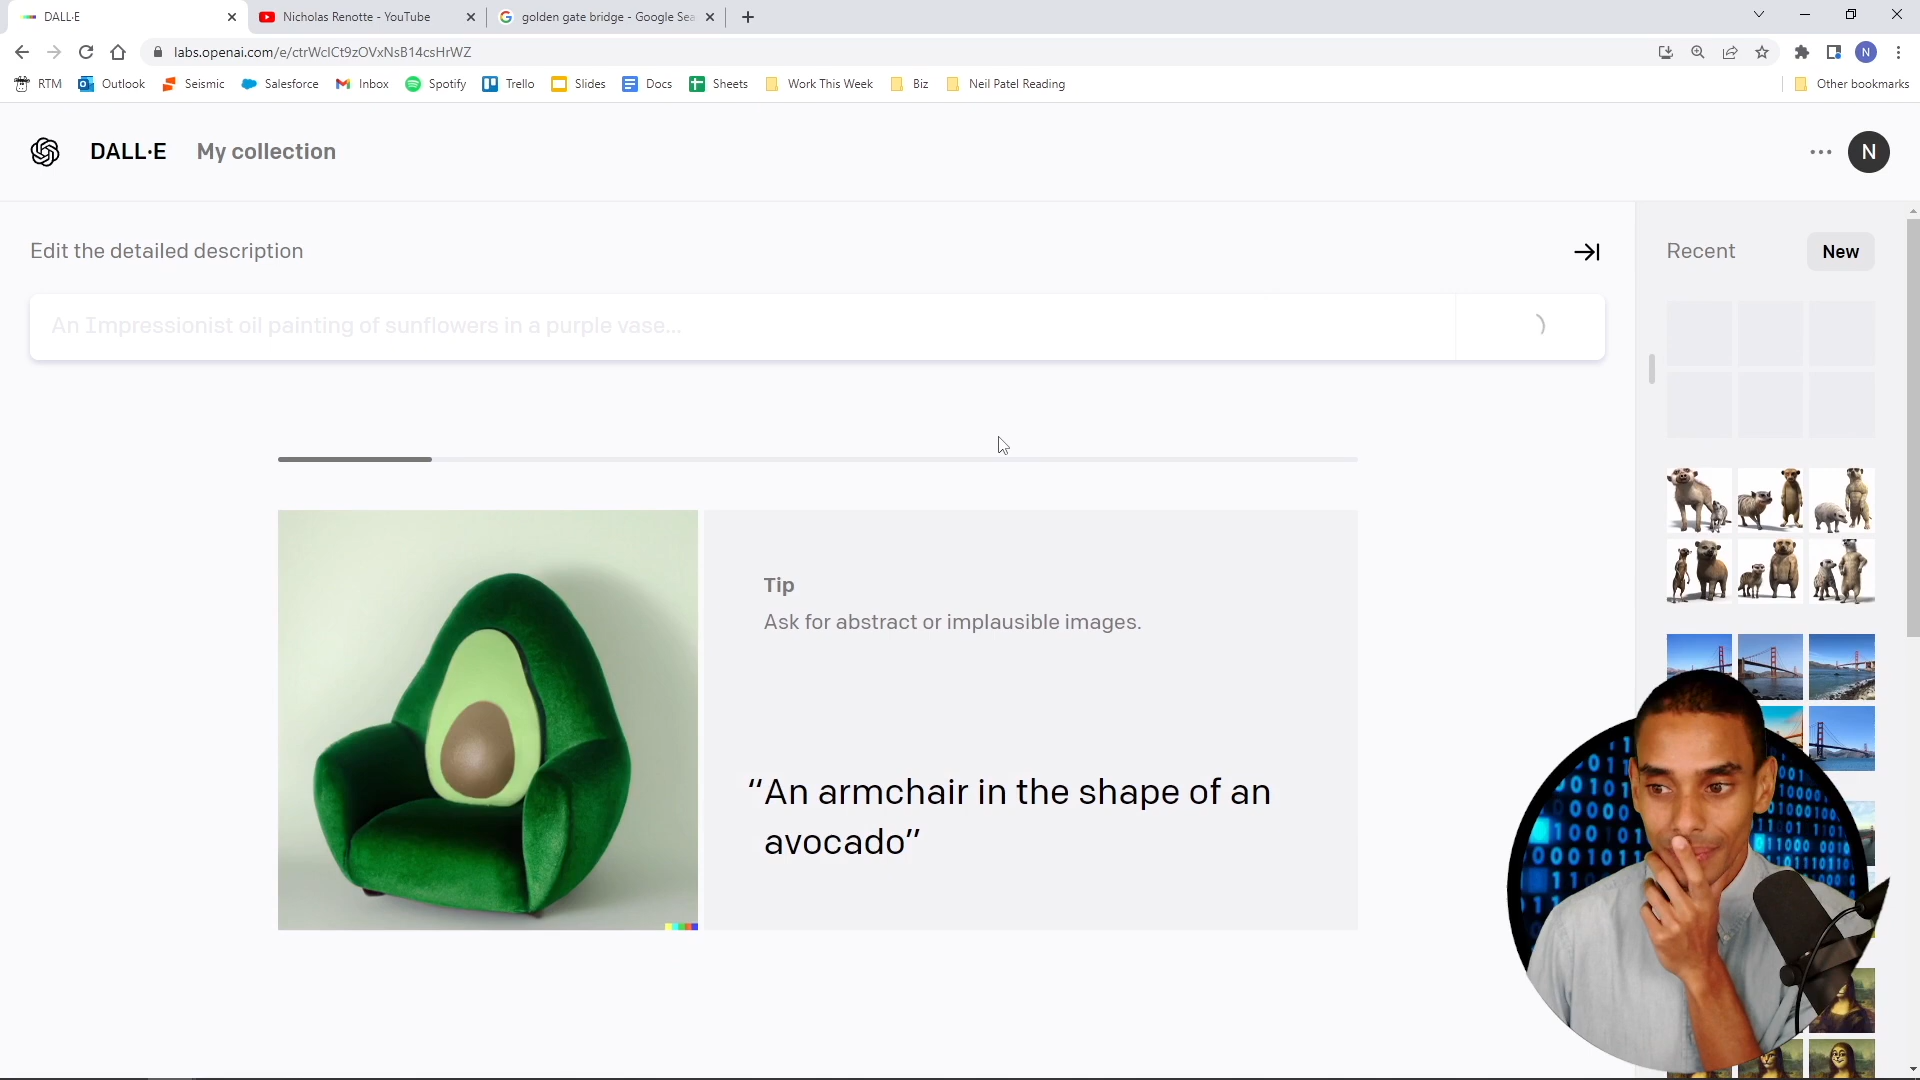 DALL·E
Nicholas Renotte - YouTube
golden gate bridge - Google Sea
labs.openai.com/e/ctrWcICt9zOVxNsB14csHrWZ
N
RTM
Outlook
Seismic
Salesforce
Inbox
Spotify
Trello
Slides
Docs
Sheets
Work This Week
Biz
Neil Patel Reading
Other bookmarks
DALL·E
My collection
N
Edit the detailed description
Recent
New
An Impressionist oil painting of sunflowers in a purple vase...
Tip
Ask for abstract or implausible images.
“An armchair in the shape of an
avocado”